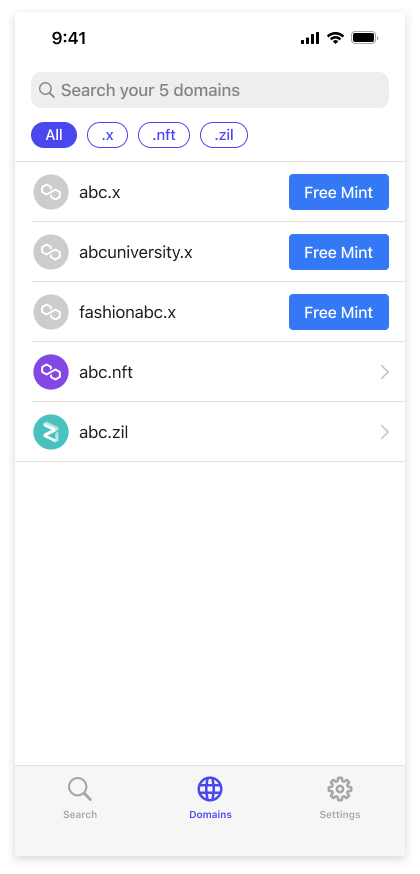 9:41
Search your 5 domains
All .x .nft .zil
abc.x Free Mint
abcuniversity.x Free Mint
fashionabc.x Free Mint
abc.nft
abc.zil
Search Domains Settings